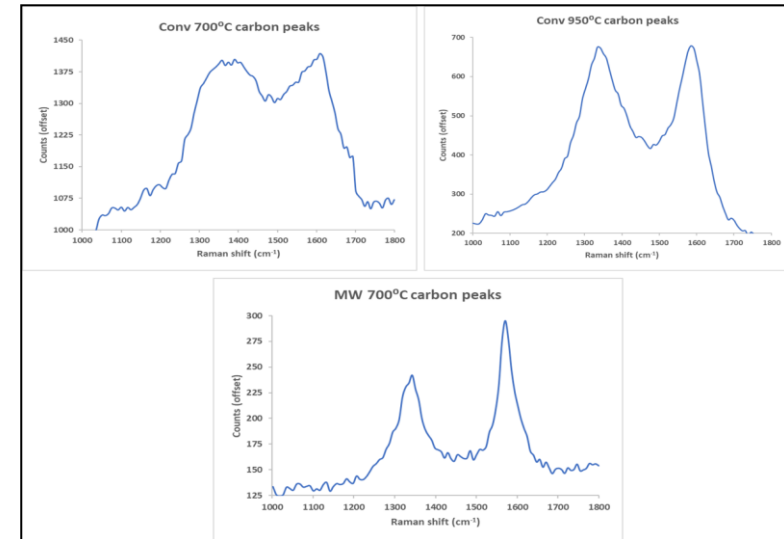 Conv 700⁰C carbon peaks
1450
1375
1300
1225
1150
1075
1000
Counts (offset)
1000 1100 1200 1300 1400 1500 1600 1700 1800
Raman shift (cm⁻¹)
Conv 950⁰C carbon peaks
700
600
500
400
300
200
Counts (offset)
1000 1100 1200 1300 1400 1500 1600 1700 1800
Raman shift (cm⁻¹)
MW 700⁰C carbon peaks
300
275
250
225
200
175
150
125
Counts (offset)
1000 1100 1200 1300 1400 1500 1600 1700 1800
Raman shift (cm⁻¹)